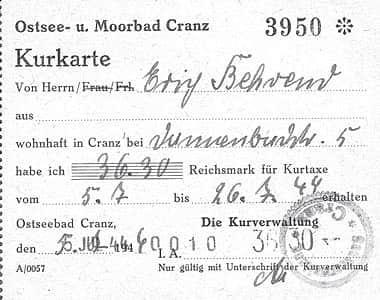 Ostsee- u. Moorbad Cranz 3950 ✻
Kurkarte
Von Herrn/Frau/Frl. Erich Behrend
aus
wohnhaft in Cranz bei 5
habe ich 36.30 Reichsmark für Kurtaxe
vom 5.7 bis 26.7.44 erhalten
Ostseebad Cranz, Die Kurverwaltung
den 5. JUL 1944 0010 I. A. 36 30
A/0057 Nur gültig mit Unterschrift der Kurverwaltung